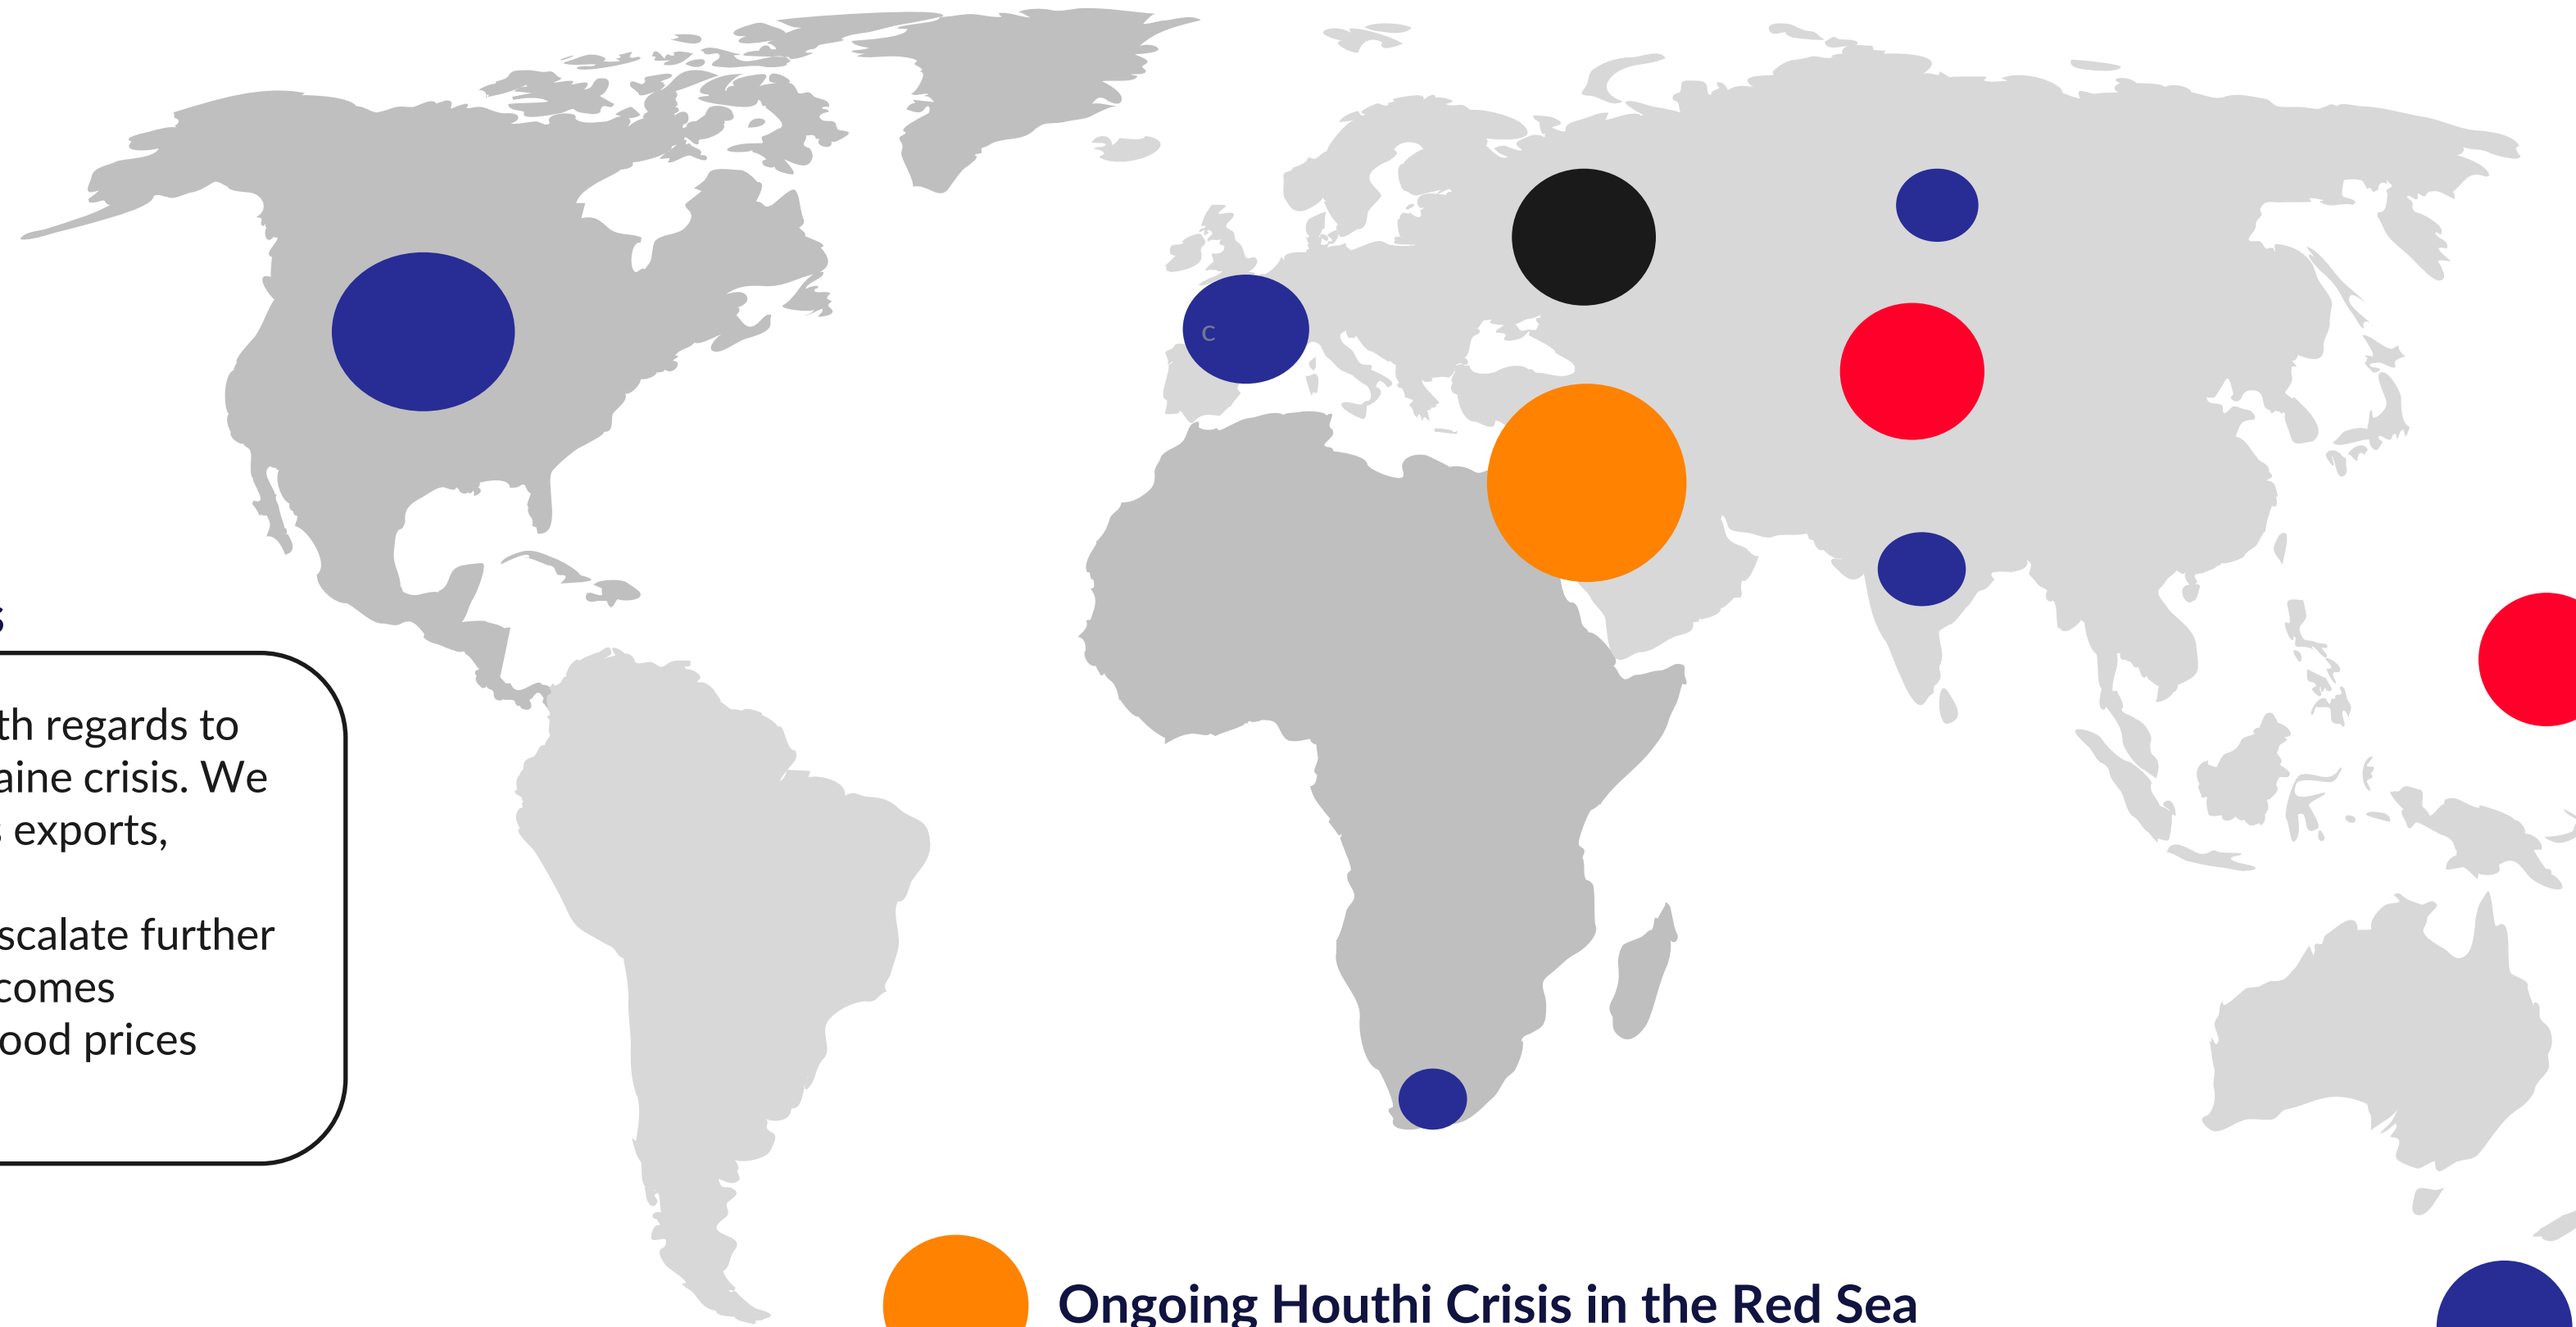 s
th regards to
aine crisis. We
s exports,
scalate further
comes
ood prices
C
Ongoing Houthi Crisis in the Red Sea